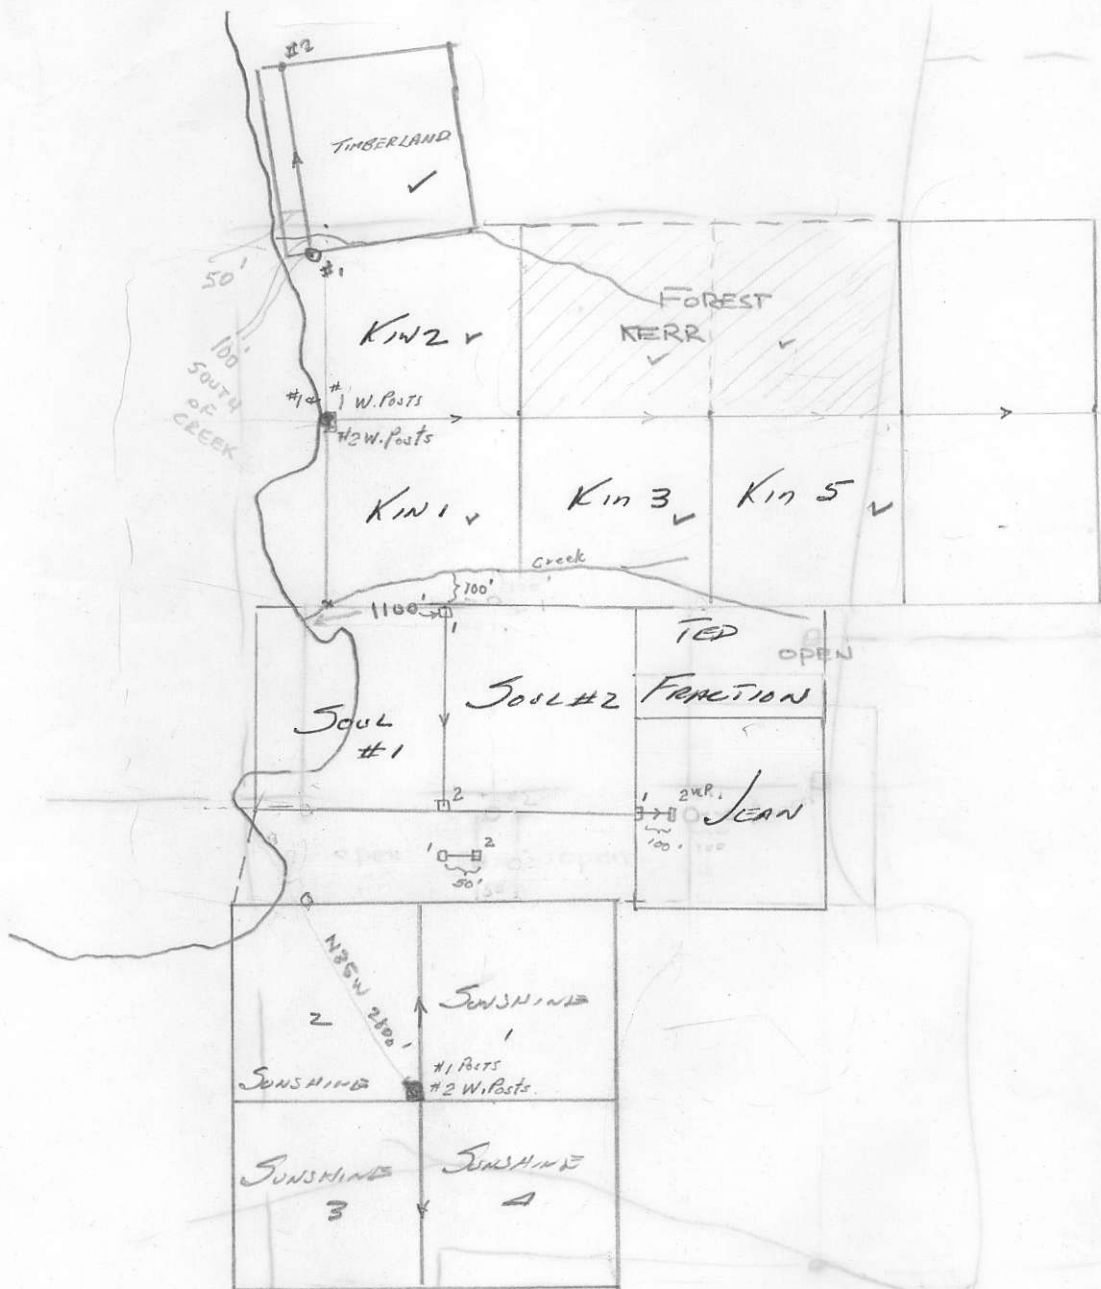 #2
TIMBERLAND
#1
50'
100'
SOUTH
OF
CREEK
FOREST
KERR
KIN 2
#1 &
#1 W. POSTS
#2 W. Posts
KIN 1
Kin 3
Kin 5
Creek
100'
1100'
1
TED
OPEN
FRACTION
SOUL
#1
SOUL #2
2
1
2 W.P.
JEAN
100'
1
2
50'
N35W 2600'
2
SUNSHINE
SUNSHINE
1
#1 POSTS
#2 W. Posts.
SUNSHINE
3
SUNSHINE
4